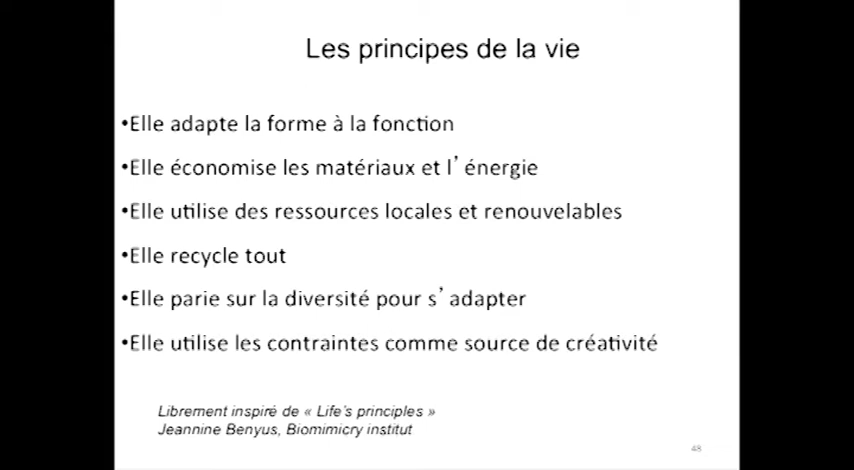 Les principes de la vie
•Elle adapte la forme à la fonction
•Elle économise les matériaux et l’énergie
•Elle utilise des ressources locales et renouvelables
•Elle recycle tout
•Elle parie sur la diversité pour s’adapter
•Elle utilise les contraintes comme source de créativité
Librement inspiré de « Life's principles »
Jeannine Benyus, Biomimicry institut
48